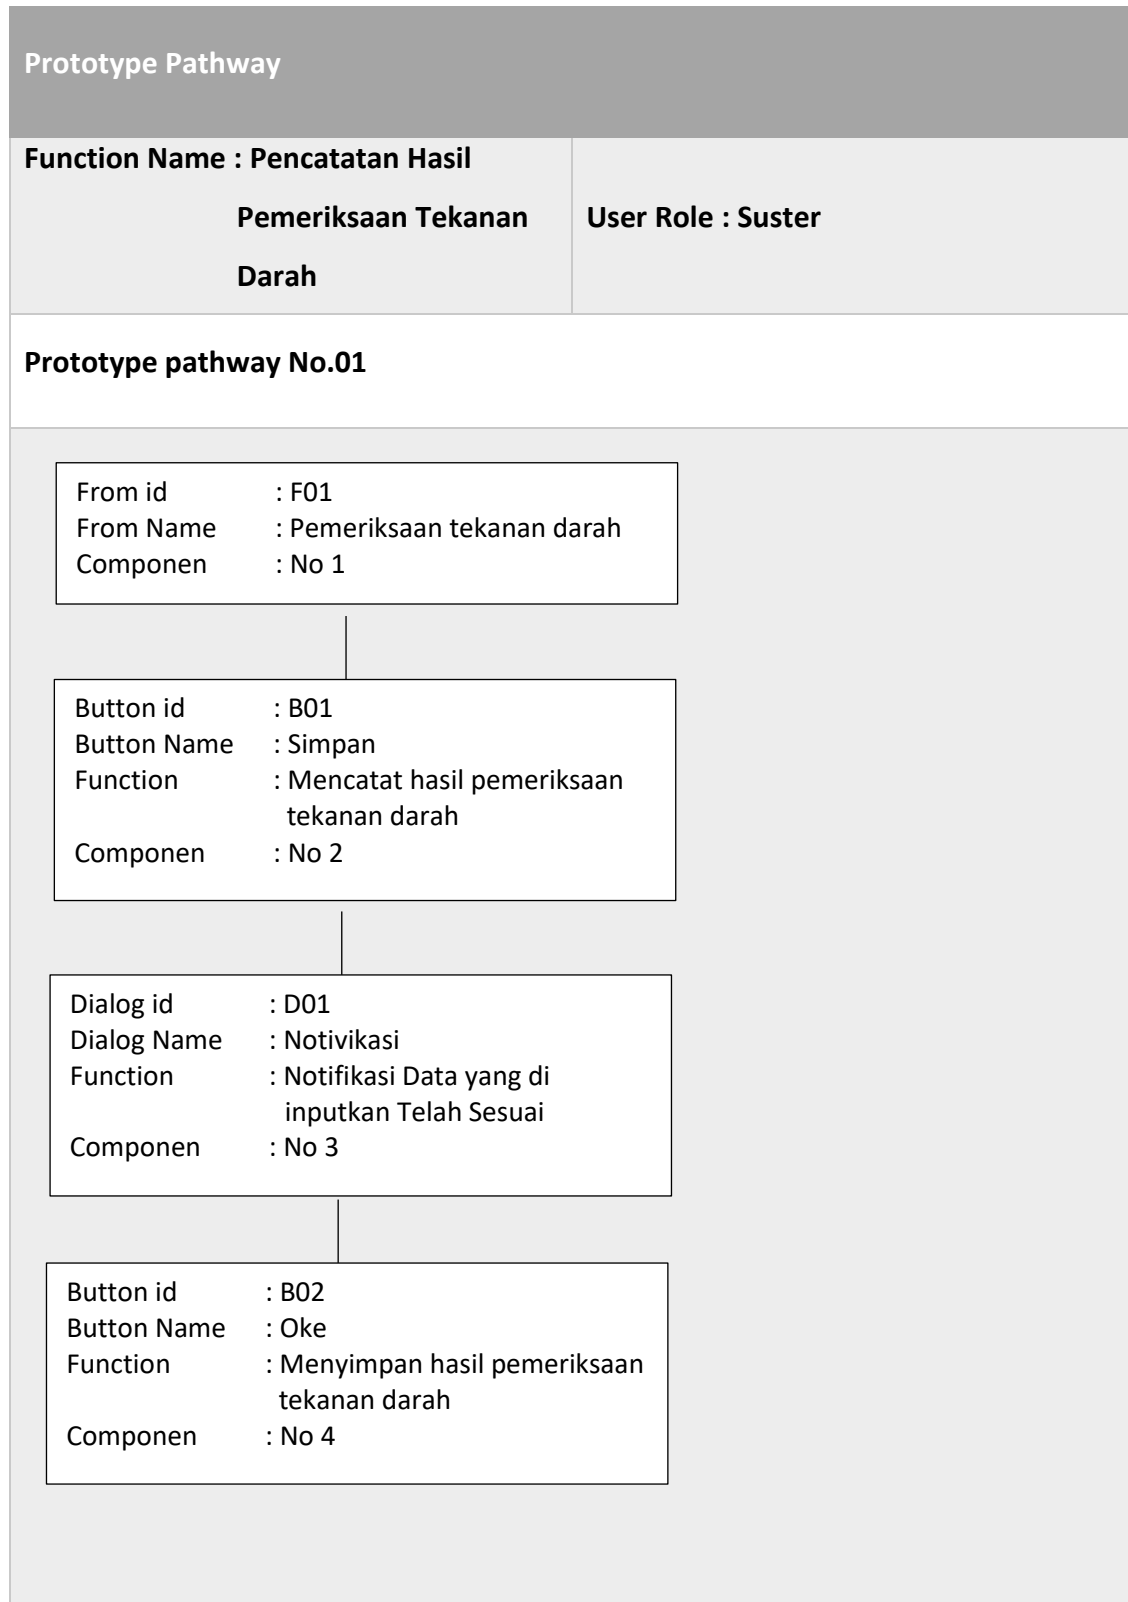 Prototype Pathway
Function Name : Pencatatan Hasil
Pemeriksaan Tekanan
Darah
User Role : Suster
Prototype pathway No.01
From id : F01
From Name : Pemeriksaan tekanan darah
Componen : No 1
Button id : B01
Button Name : Simpan
Function : Mencatat hasil pemeriksaan
tekanan darah
Componen : No 2
Dialog id : D01
Dialog Name : Notivikasi
Function : Notifikasi Data yang di
inputkan Telah Sesuai
Componen : No 3
Button id : B02
Button Name : Oke
Function : Menyimpan hasil pemeriksaan
tekanan darah
Componen : No 4